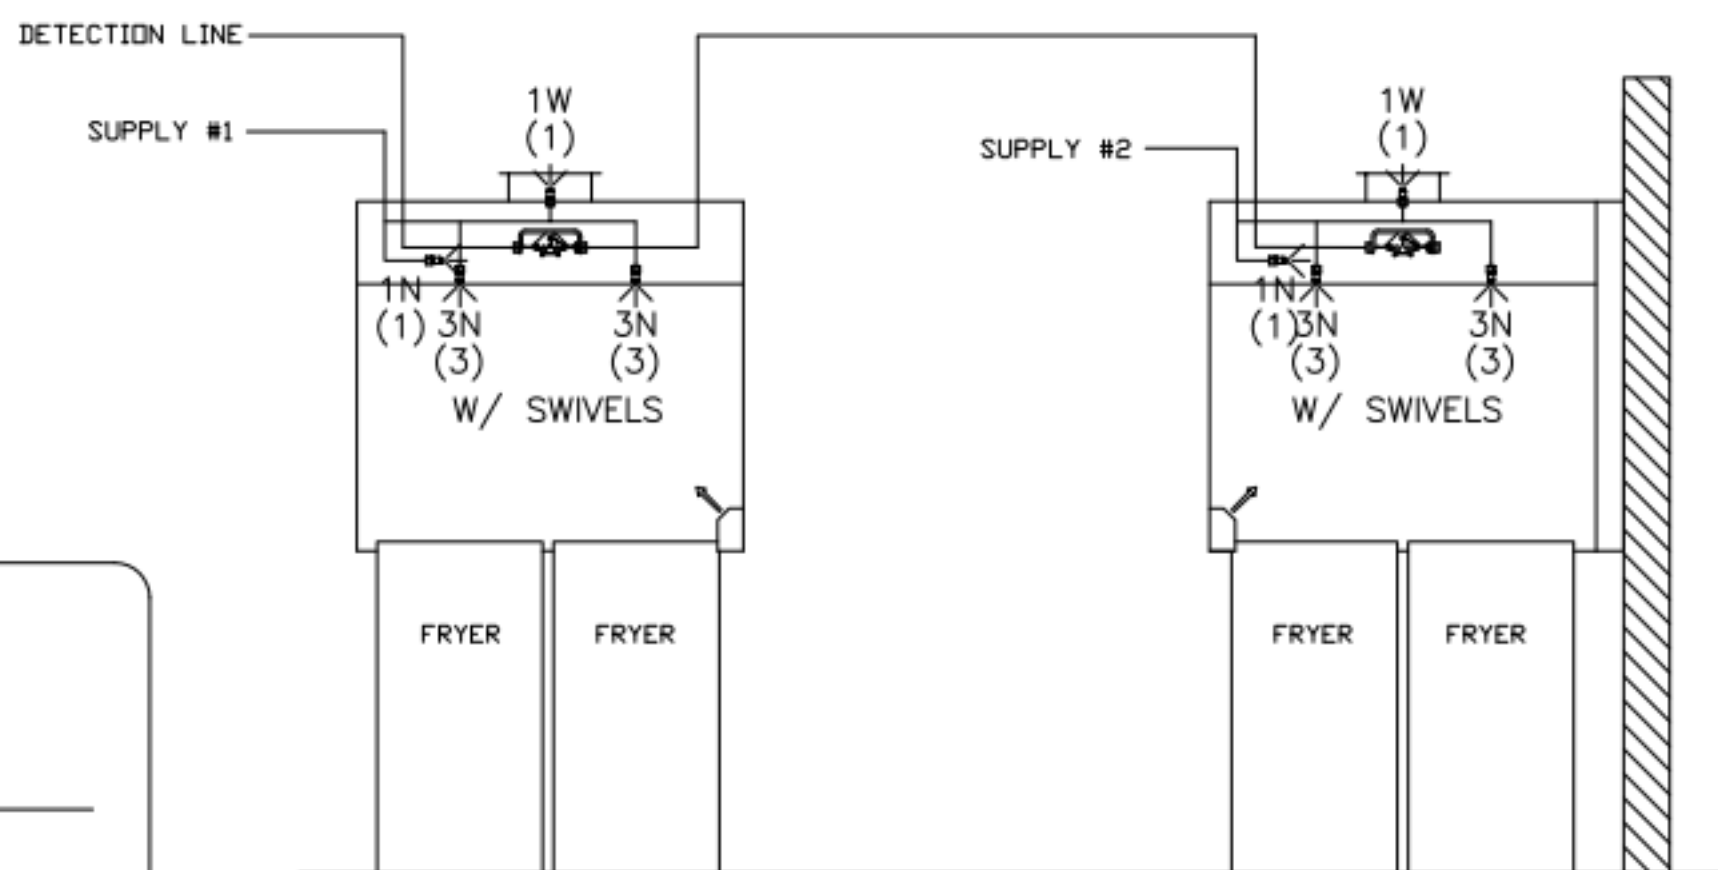 DETECTION LINE
SUPPLY #1
1W
(1)
1N
(1)
3N
(3)
3N
(3)
W/ SWIVELS
FRYER
FRYER
SUPPLY #2
1W
(1)
1N
(1)
3N
(3)
3N
(3)
W/ SWIVELS
FRYER
FRYER